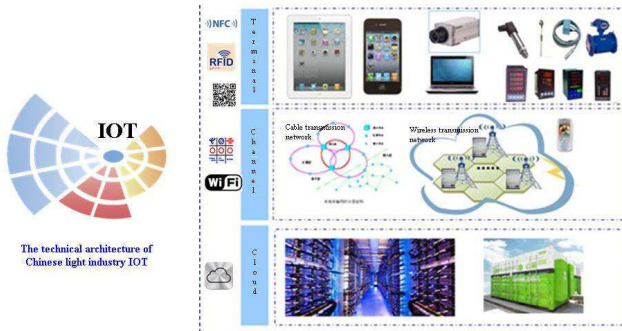 IOT
The technical architecture of
Chinese light industry IOT
NFC
RFID
WiFi
Terminal
Channel
Cloud
Cable transmission
network
Wireless transmission
network